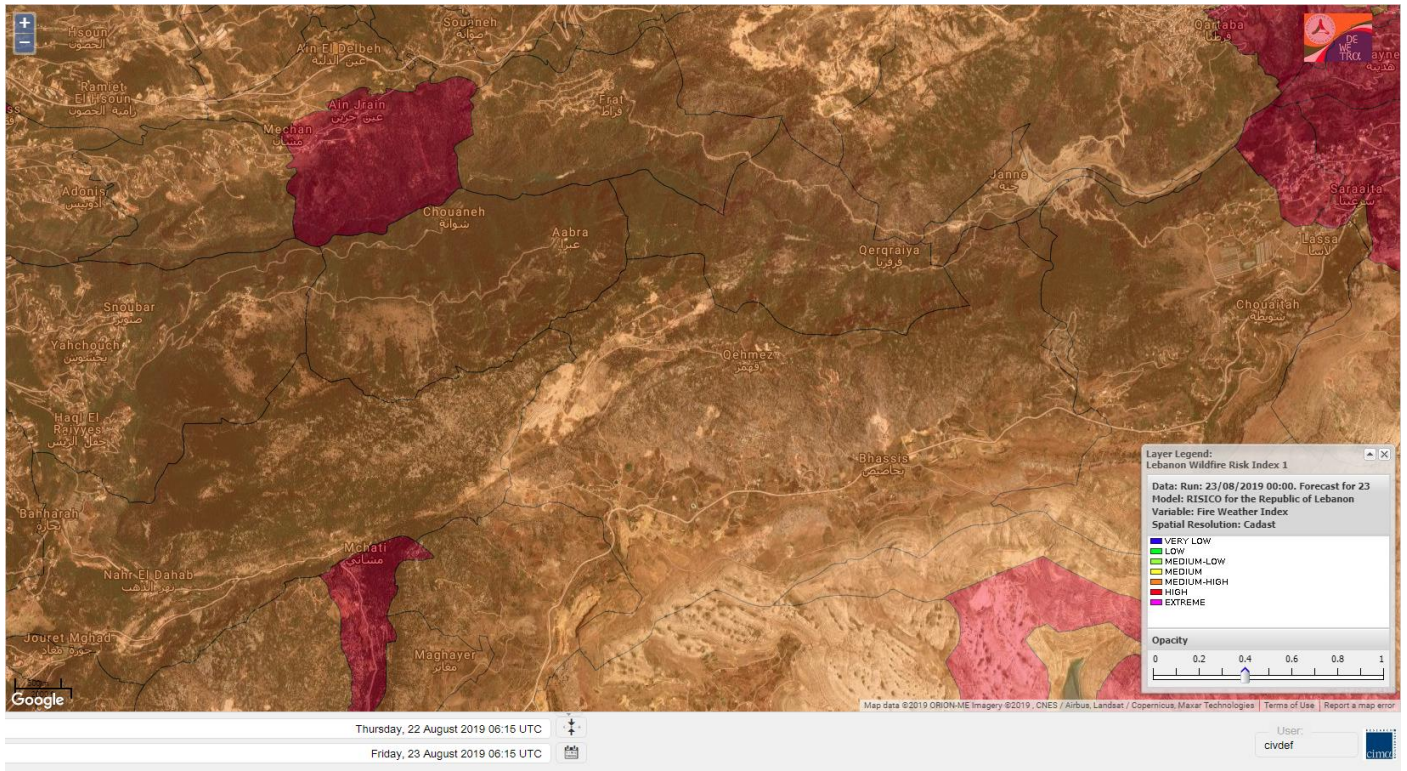 Hsoun
الحصون
Souaneh
صوانة
Qartaba
قرطبا
Ain El Delbeh
عين الدلبة
DE
WE
TRA
Ramiet
El Hsoun
رامية الحصون
Ain Jrain
عين جرين
Frat
فراط
Mechan
مشان
Janne
جنة
Adonis
أدونيس
Saraaita
سرعيتا
Chouaneh
شوانة
Aabra
عبرا
Lassa
لاسا
Qerqraiya
قرقريا
Snoubar
صنوبر
Chouaitah
شويطة
Yahchouch
يحشوش
Qehmez
قهمز
Haql El
Raiyyes
حقل الريس
Bhassis
بحاصيص
Banharah
بنهارة
Mchati
مشاتي
Nahr El Dahab
نهر الذهب
Jouret Mghad
جورة مغاد
Maghayer
مغاير
Layer Legend:
Lebanon Wildfire Risk Index 1
Data: Run: 23/08/2019 00:00. Forecast for 23
Model: RISICO for the Republic of Lebanon
Variable: Fire Weather Index
Spatial Resolution: Cadast
VERY LOW
LOW
MEDIUM-LOW
MEDIUM
MEDIUM-HIGH
HIGH
EXTREME
Opacity
0 0.2 0.4 0.6 0.8 1
Google
Map data ©2019 ORION-ME Imagery ©2019 , CNES / Airbus, Landsat / Copernicus, Maxar Technologies
Terms of Use
Report a map error
Thursday, 22 August 2019 06:15 UTC
Friday, 23 August 2019 06:15 UTC
User:
civdef
cima